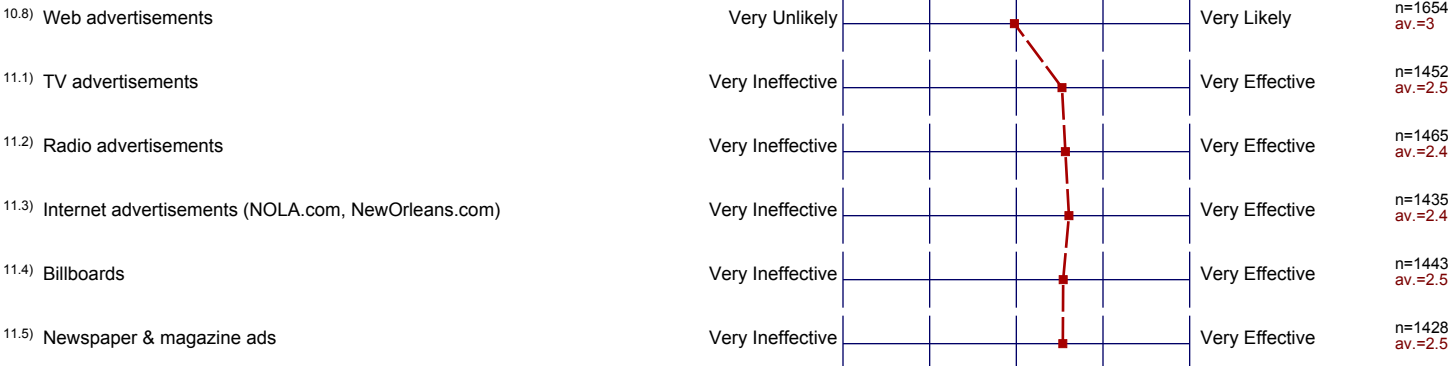 10.8) Web advertisements Very Unlikely Very Likely n=1654
av.=3
11.1) TV advertisements Very Ineffective Very Effective n=1452
av.=2.5
11.2) Radio advertisements Very Ineffective Very Effective n=1465
av.=2.4
11.3) Internet advertisements (NOLA.com, NewOrleans.com) Very Ineffective Very Effective n=1435
av.=2.4
11.4) Billboards Very Ineffective Very Effective n=1443
av.=2.5
11.5) Newspaper & magazine ads Very Ineffective Very Effective n=1428
av.=2.5